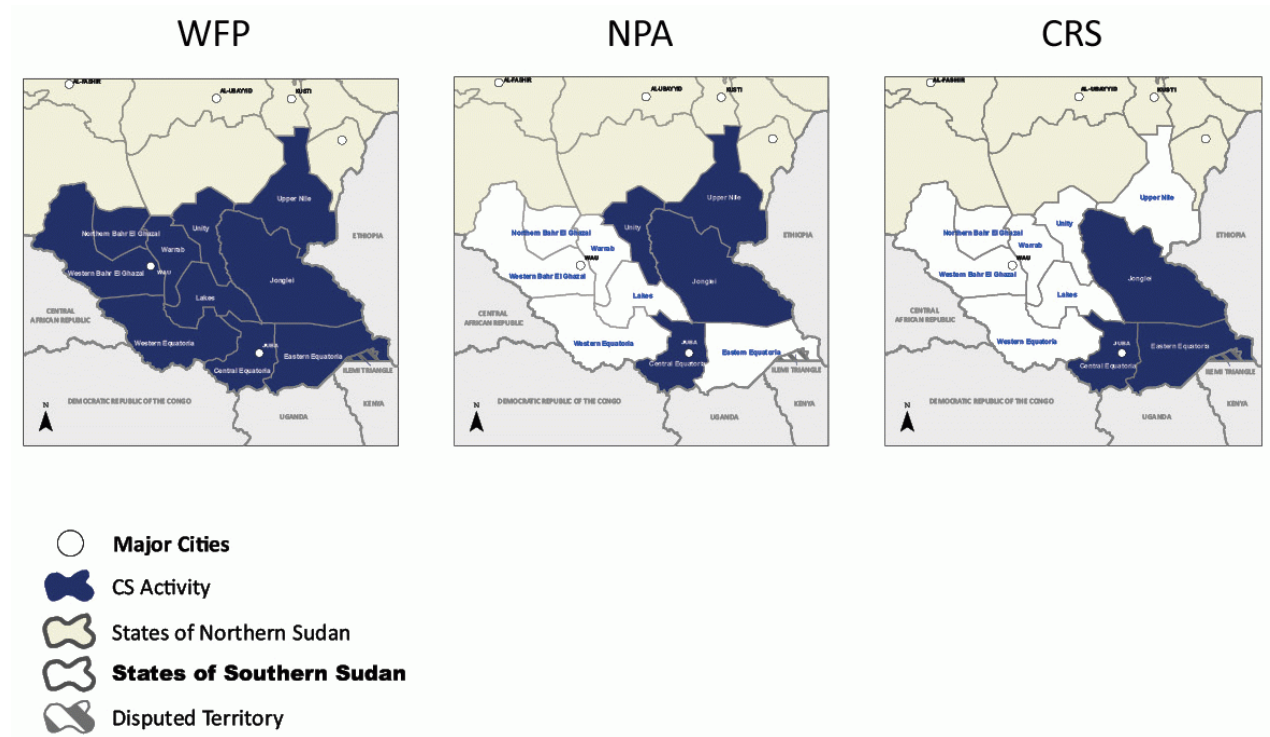 WFP
NPA
CRS
AL-FASHIR
AL-UBAYYID
KUSTI
Upper Nile
Unity
Northern Bahr El Ghazal
Warrab
ETHIOPIA
Western Bahr El Ghazal
WAU
Jonglei
Lakes
CENTRAL
AFRICAN REPUBLIC
Western Equatoria
JUBA
Eastern Equatoria
Central Equatoria
ILEMI TRIANGLE
DEMOCRATIC REPUBLIC OF THE CONGO
KENYA
UGANDA
N
AL-FASHIR
AL-UBAYYID
KUSTI
Upper Nile
Unity
Northern Bahr El Ghazal
Warrab
ETHIOPIA
WAU
Western Bahr El Ghazal
Jonglei
Lakes
CENTRAL
AFRICAN REPUBLIC
Western Equatoria
JUBA
Eastern Equatoria
Central Equatoria
ILEMI TRIANGLE
DEMOCRATIC REPUBLIC OF THE CONGO
KENYA
UGANDA
N
AL-FASHIR
AL-UBAYYID
KUSTI
Upper Nile
Unity
Northern Bahr El Ghazal
Warrab
ETHIOPIA
WAU
Western Bahr El Ghazal
Jonglei
Lakes
CENTRAL
AFRICAN REPUBLIC
Western Equatoria
JUBA
Eastern Equatoria
Central Equatoria
ILEMI TRIANGLE
DEMOCRATIC REPUBLIC OF THE CONGO
KENYA
UGANDA
N
Major Cities
CS Activity
States of Northern Sudan
States of Southern Sudan
Disputed Territory